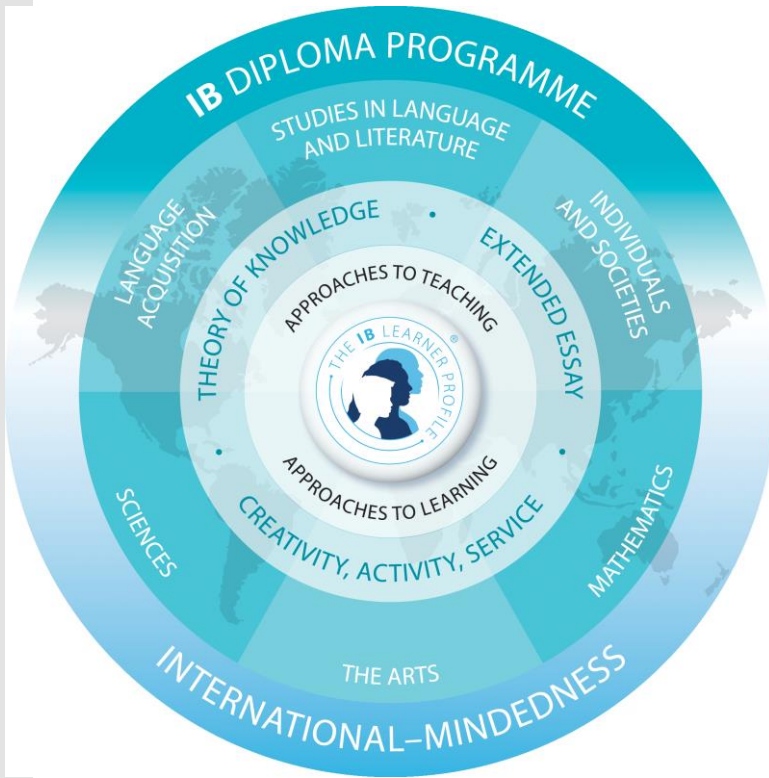 IB DIPLOMA PROGRAMME
STUDIES IN LANGUAGE
AND LITERATURE
LANGUAGE
ACQUISITION
INDIVIDUALS
AND SOCIETIES
THEORY OF KNOWLEDGE
EXTENDED ESSAY
APPROACHES TO TEACHING
THE IB LEARNER PROFILE®
APPROACHES TO LEARNING
CREATIVITY, ACTIVITY, SERVICE
SCIENCES
MATHEMATICS
THE ARTS
INTERNATIONAL–MINDEDNESS